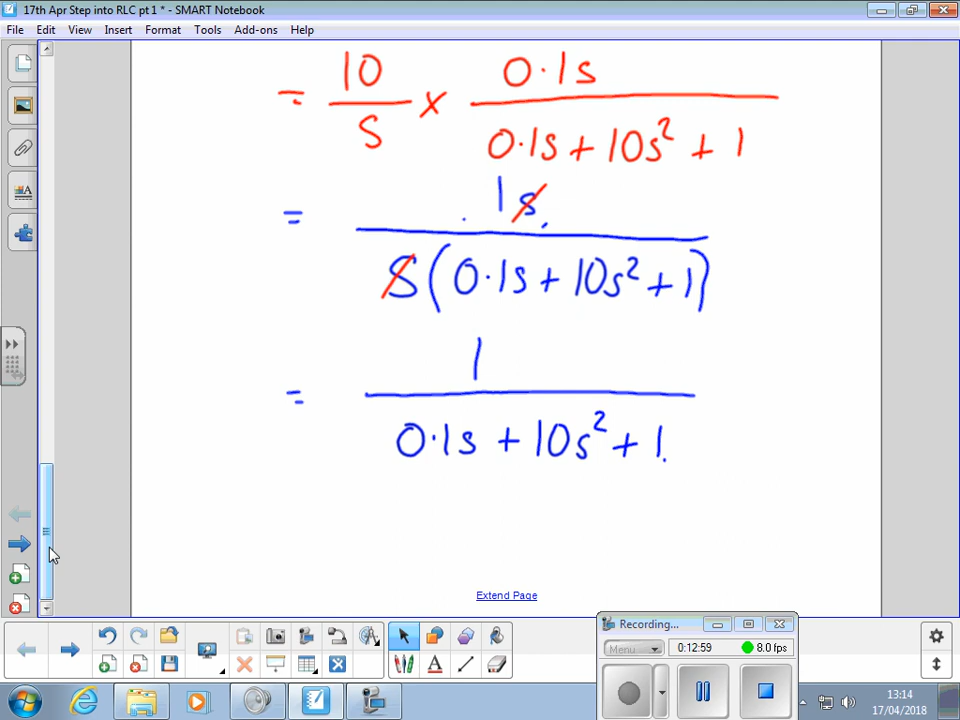 17th Apr Step into RLC pt 1 * - SMART Notebook
File Edit View Insert Format Tools Add-ons Help
= 10/s × 0·1s/(0·1s + 10s² + 1)
= 1s/(s(0·1s + 10s² + 1))
= 1/(0·1s + 10s² + 1)
Extend Page
Recording...
Menu 0:12:59 8.0 fps
13:14
17/04/2018